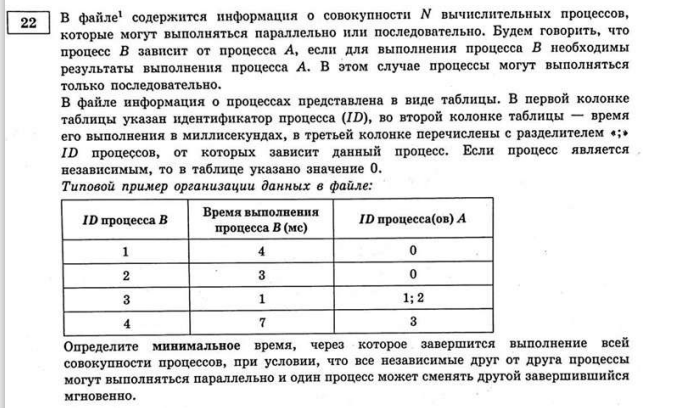 22
В файле¹ содержится информация о совокупности N вычислительных процессов,
которые могут выполняться параллельно или последовательно. Будем говорить, что
процесс B зависит от процесса A, если для выполнения процесса B необходимы
результаты выполнения процесса A. В этом случае процессы могут выполняться
только последовательно.
В файле информация о процессах представлена в виде таблицы. В первой колонке
таблицы указан идентификатор процесса (ID), во второй колонке таблицы — время
его выполнения в миллисекундах, в третьей колонке перечислены с разделителем «;»
ID процессов, от которых зависит данный процесс. Если процесс является
независимым, то в таблице указано значение 0.
Типовой пример организации данных в файле:
ID процесса B
Время выполнения
процесса B (мс)
ID процесса(ов) A
1 4 0
2 3 0
3 1 1; 2
4 7 3
Определите минимальное время, через которое завершится выполнение всей
совокупности процессов, при условии, что все независимые друг от друга процессы
могут выполняться параллельно и один процесс может сменять другой завершившийся
мгновенно.